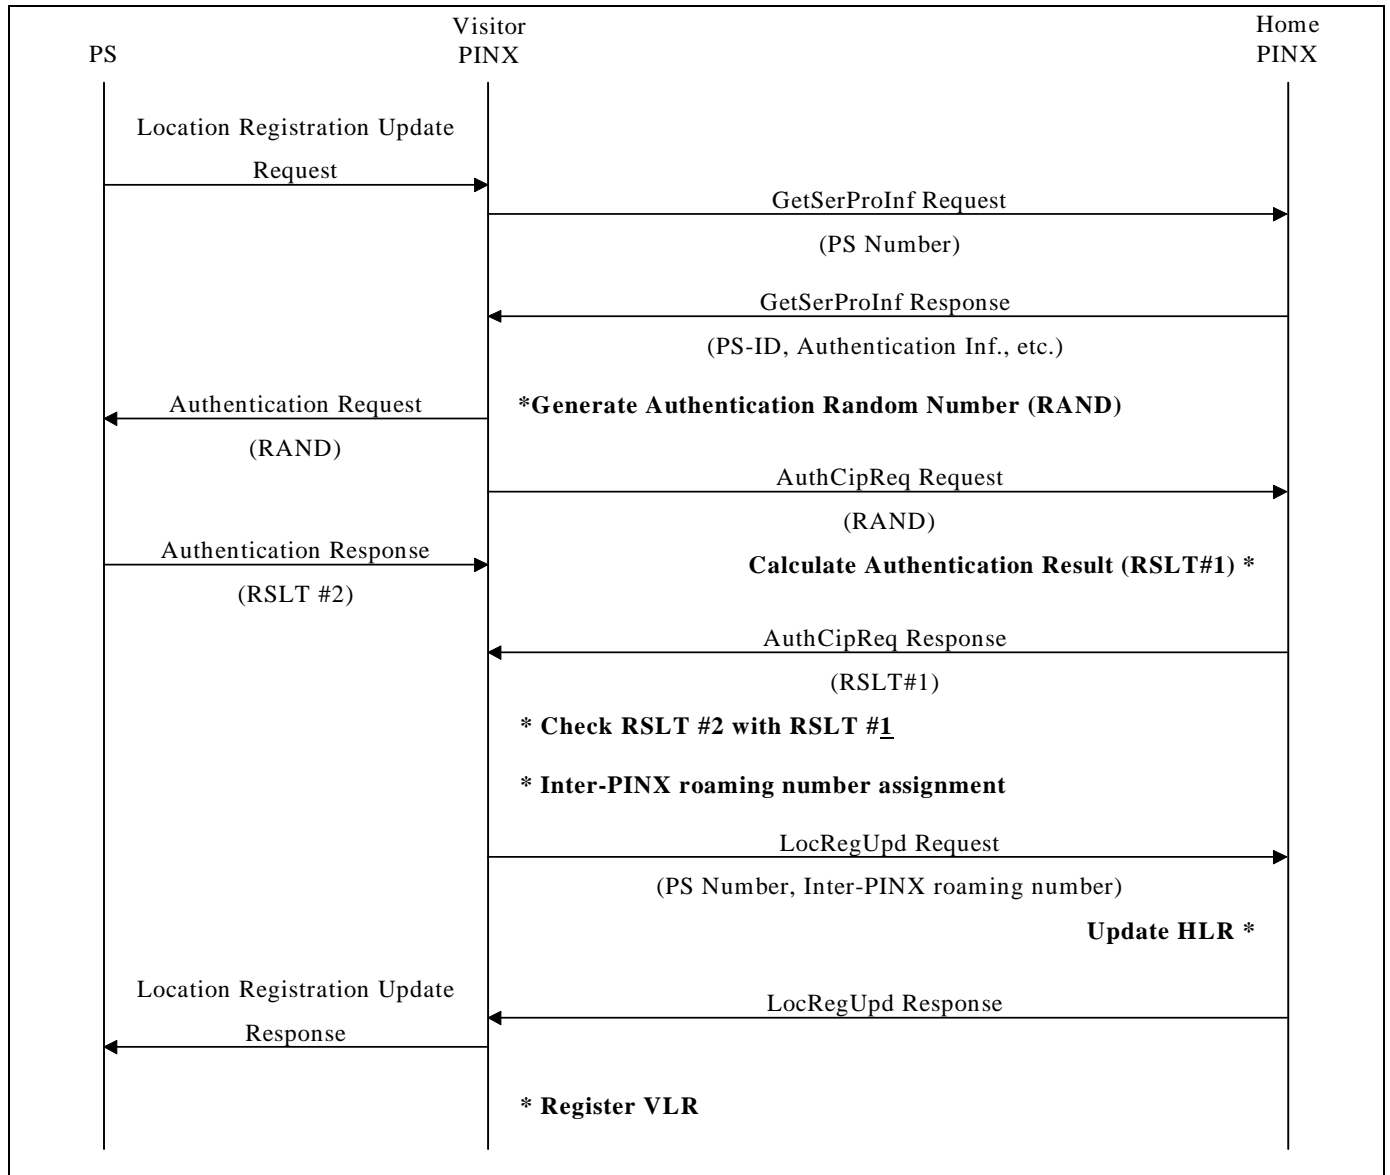 Visitor
Home
PS
PINX
PINX
Location Registration Update
Request
GetSerProInf Request
(PS Number)
GetSerProInf Response
(PS-ID, Authentication Inf., etc.)
Authentication Request
*Generate Authentication Random Number (RAND)
(RAND)
AuthCipReq Request
(RAND)
Authentication Response
Calculate Authentication Result (RSLT#1) *
(RSLT #2)
AuthCipReq Response
(RSLT#1)
* Check RSLT #2 with RSLT #1
* Inter-PINX roaming number assignment
LocRegUpd Request
(PS Number, Inter-PINX roaming number)
Update HLR *
Location Registration Update
LocRegUpd Response
Response
* Register VLR